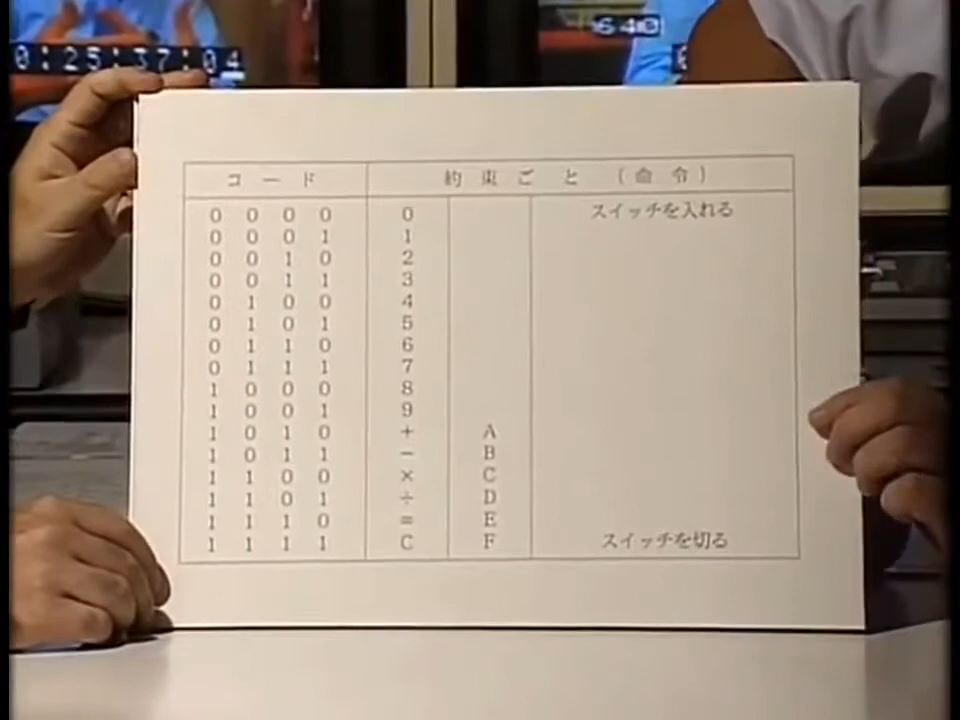 0:25:37:04
640
コード 約束ごと (命令)
0 0 0 0 0 スイッチを入れる
0 0 0 1 1
0 0 1 0 2
0 0 1 1 3
0 1 0 0 4
0 1 0 1 5
0 1 1 0 6
0 1 1 1 7
1 0 0 0 8
1 0 0 1 9
1 0 1 0 + A
1 0 1 1 − B
1 1 0 0 × C
1 1 0 1 ÷ D
1 1 1 0 = E
1 1 1 1 C F スイッチを切る